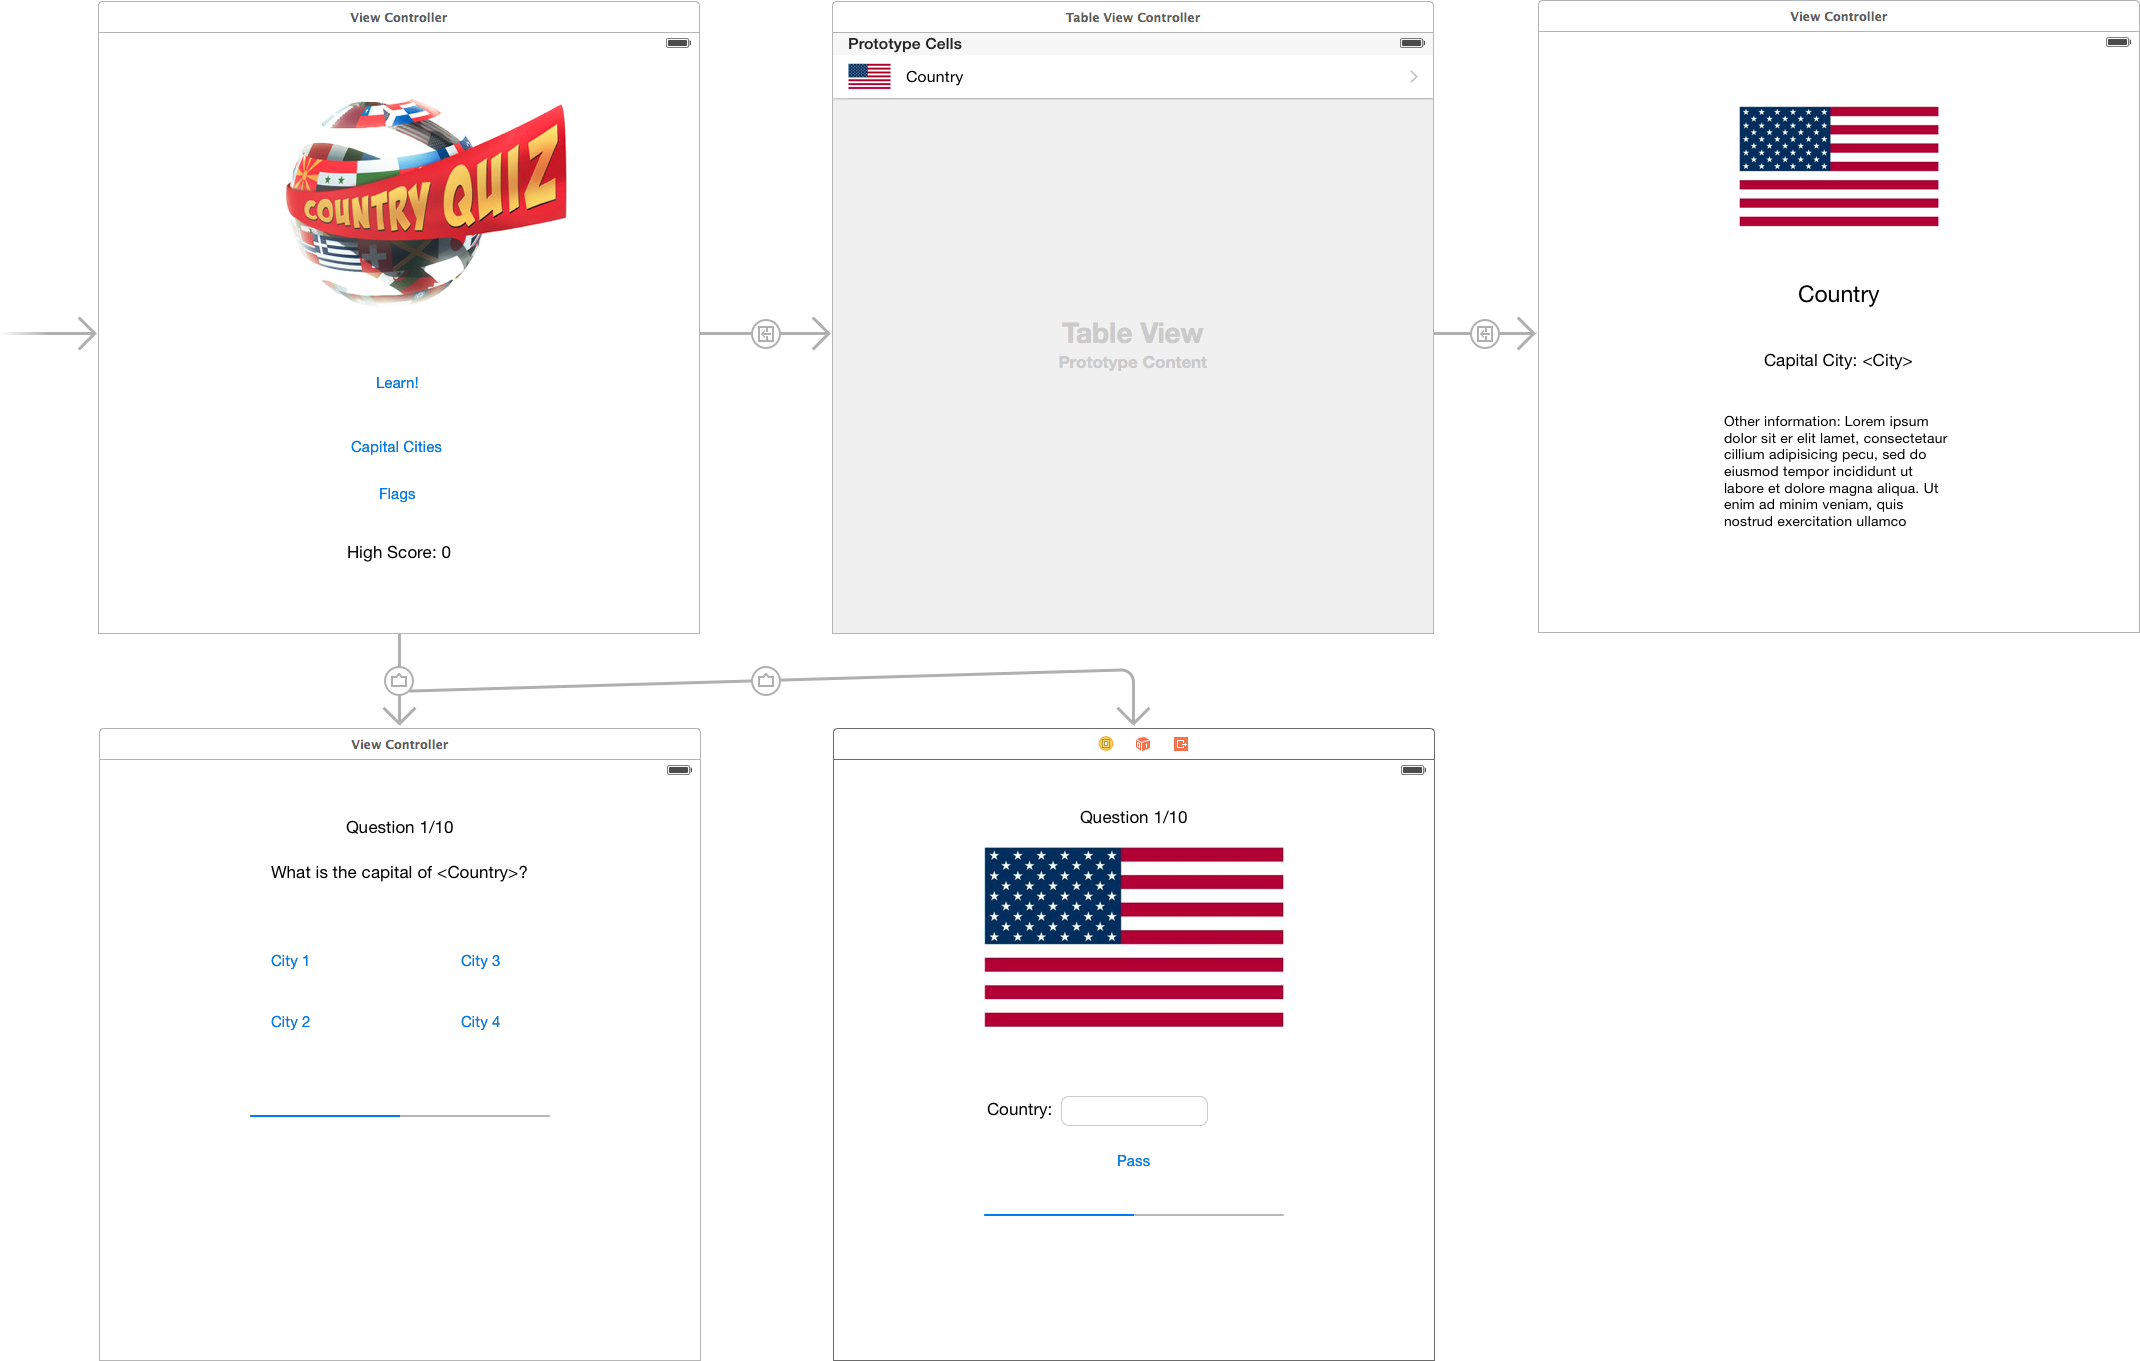 View Controller
COUNTRY QUIZ
Learn!
Capital Cities
Flags
High Score: 0
Table View Controller
Prototype Cells
Country
Table View
Prototype Content
View Controller
Country
Capital City: <City>
Other information: Lorem ipsum
dolor sit er elit lamet, consectetaur
cillium adipisicing pecu, sed do
eiusmod tempor incididunt ut
labore et dolore magna aliqua. Ut
enim ad minim veniam, quis
nostrud exercitation ullamco
View Controller
Question 1/10
What is the capital of <Country>?
City 1
City 3
City 2
City 4
Question 1/10
Country:
Pass